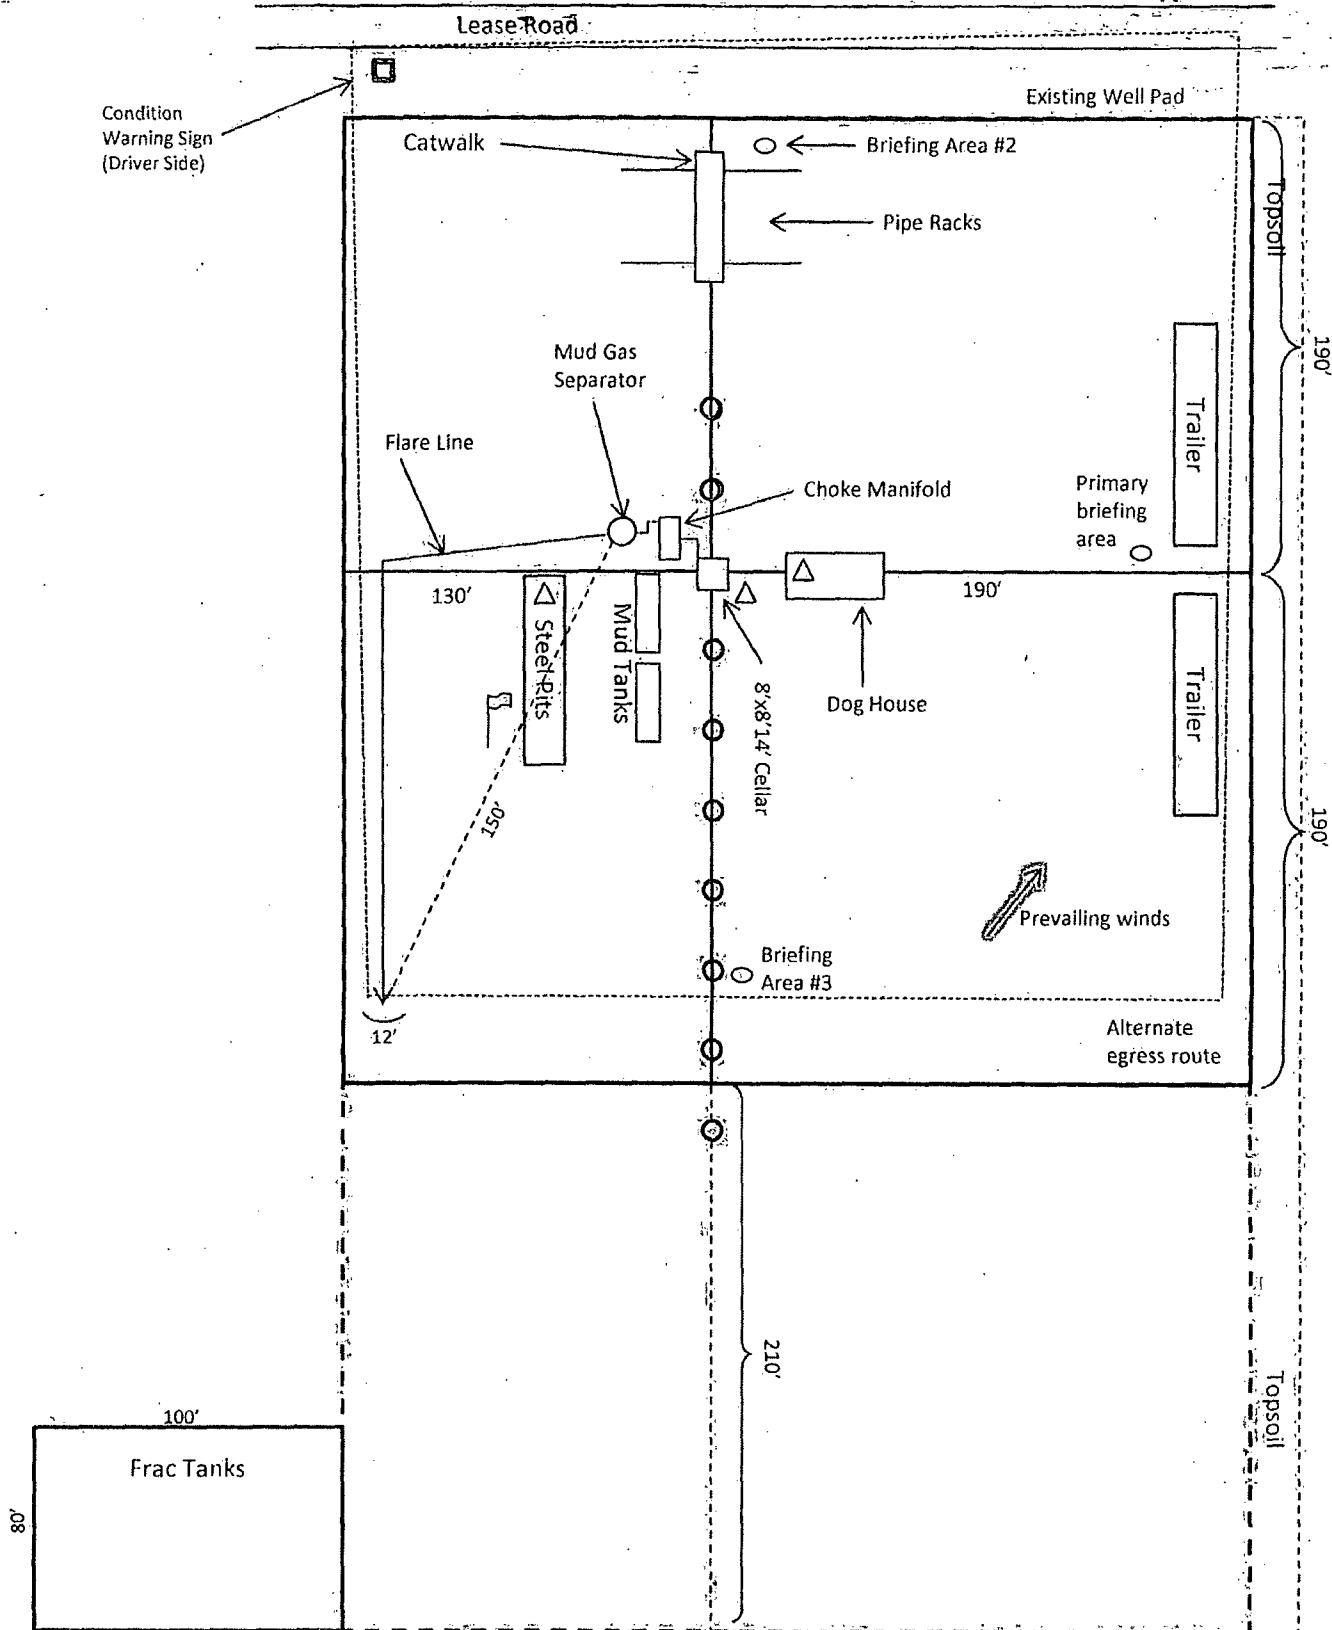 Lease Road
Existing Well Pad
Condition
Warning Sign
(Driver Side)
Catwalk
Briefing Area #2
Pipe Racks
Topsoil
190'
Mud Gas
Separator
Trailer
Flare Line
Choke Manifold
Primary
briefing
area
130'
190'
Steel Pits
Mud Tanks
8'x8'14' Cellar
Dog House
Trailer
150'
190'
Prevailing winds
Briefing
Area #3
12'
Alternate
egress route
210'
Topsoil
100'
Frac Tanks
80'